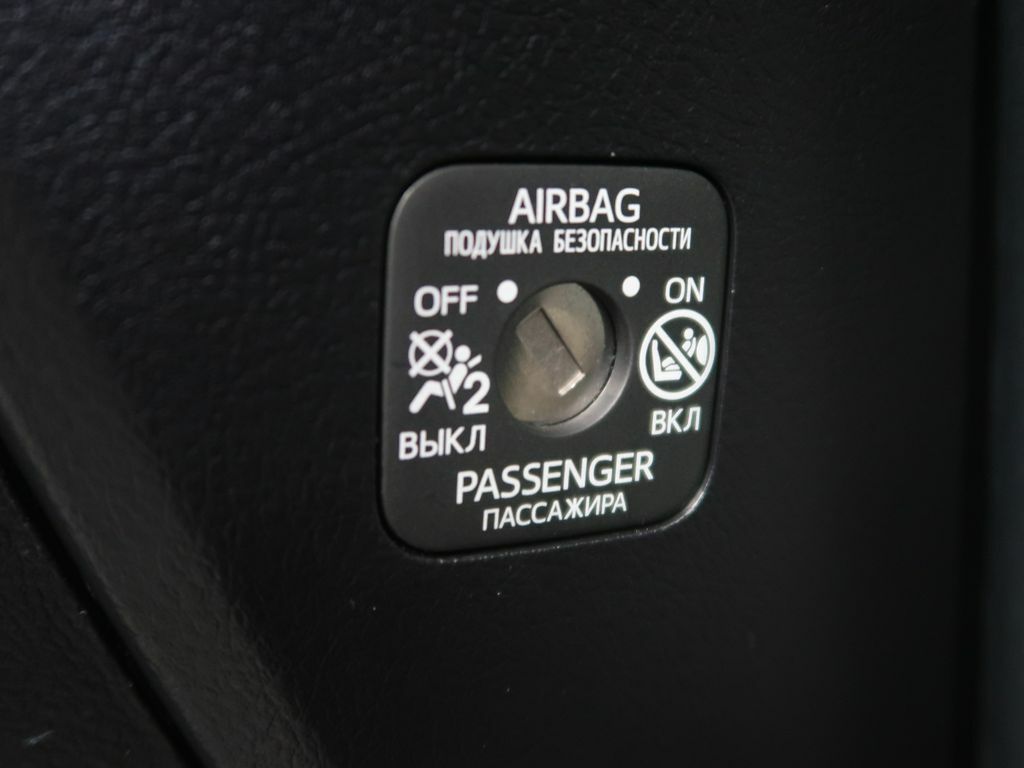 AIRBAG
ПОДУШКА БЕЗОПАСНОСТИ
OFF
ON
2
ВЫКЛ
ВКЛ
PASSENGER
ПАССАЖИРА